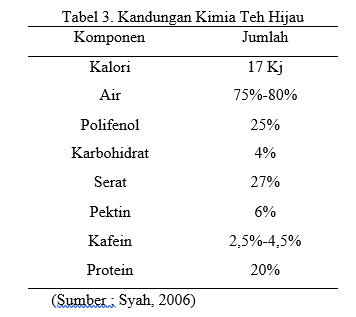 Tabel 3. Kandungan Kimia Teh Hijau
Komponen Jumlah
Kalori 17 Kj
Air 75%-80%
Polifenol 25%
Karbohidrat 4%
Serat 27%
Pektin 6%
Kafein 2,5%-4,5%
Protein 20%
(Sumber : Syah, 2006)